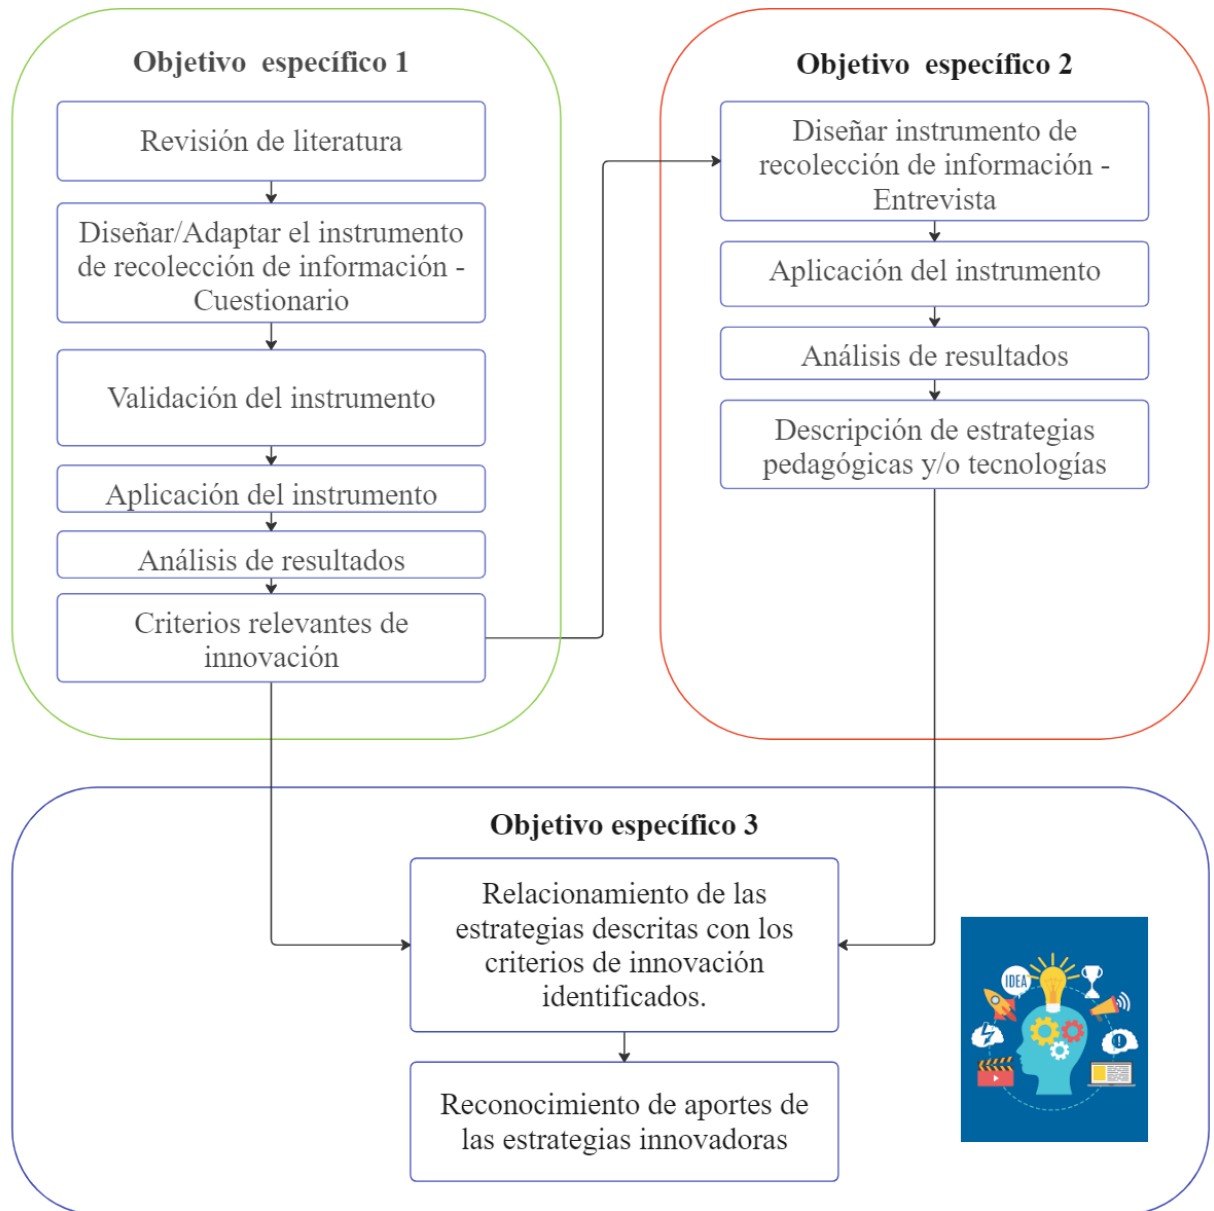 Objetivo específico 1
Revisión de literatura
Diseñar/Adaptar el instrumento
de recolección de información -
Cuestionario
Validación del instrumento
Aplicación del instrumento
Análisis de resultados
Criterios relevantes de
innovación
Objetivo específico 2
Diseñar instrumento de
recolección de información -
Entrevista
Aplicación del instrumento
Análisis de resultados
Descripción de estrategias
pedagógicas y/o tecnologías
Objetivo específico 3
Relacionamiento de las
estrategias descritas con los
criterios de innovación
identificados.
Reconocimiento de aportes de
las estrategias innovadoras
IDEA